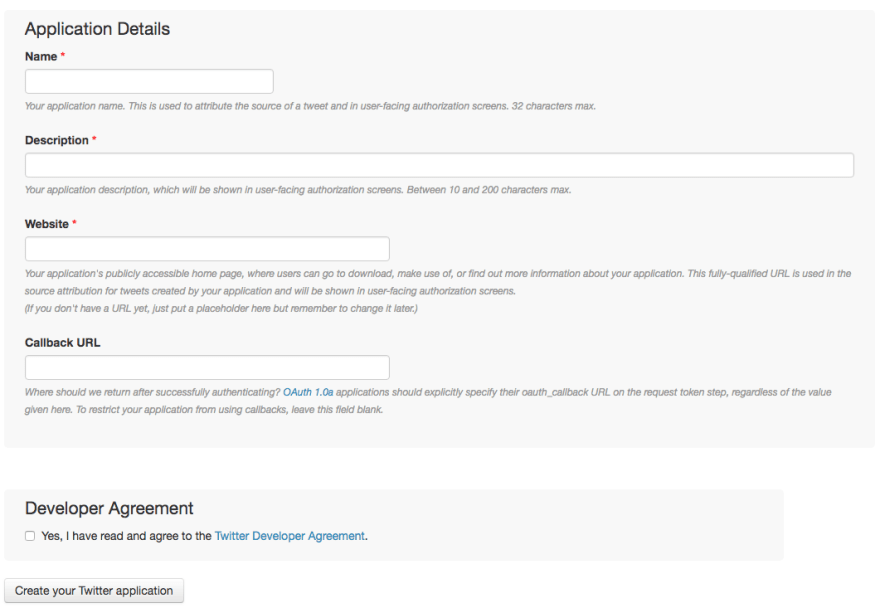 Application Details
Name *
Your application name. This is used to attribute the source of a tweet and in user-facing authorization screens. 32 characters max.
Description *
Your application description, which will be shown in user-facing authorization screens. Between 10 and 200 characters max.
Website *
Your application's publicly accessible home page, where users can go to download, make use of, or find out more information about your application. This fully-qualified URL is used in the
source attribution for tweets created by your application and will be shown in user-facing authorization screens.
(If you don't have a URL yet, just put a placeholder here but remember to change it later.)
Callback URL
Where should we return after successfully authenticating? OAuth 1.0a applications should explicitly specify their oauth_callback URL on the request token step, regardless of the value
given here. To restrict your application from using callbacks, leave this field blank.
Developer Agreement
Yes, I have read and agree to the Twitter Developer Agreement.
Create your Twitter application